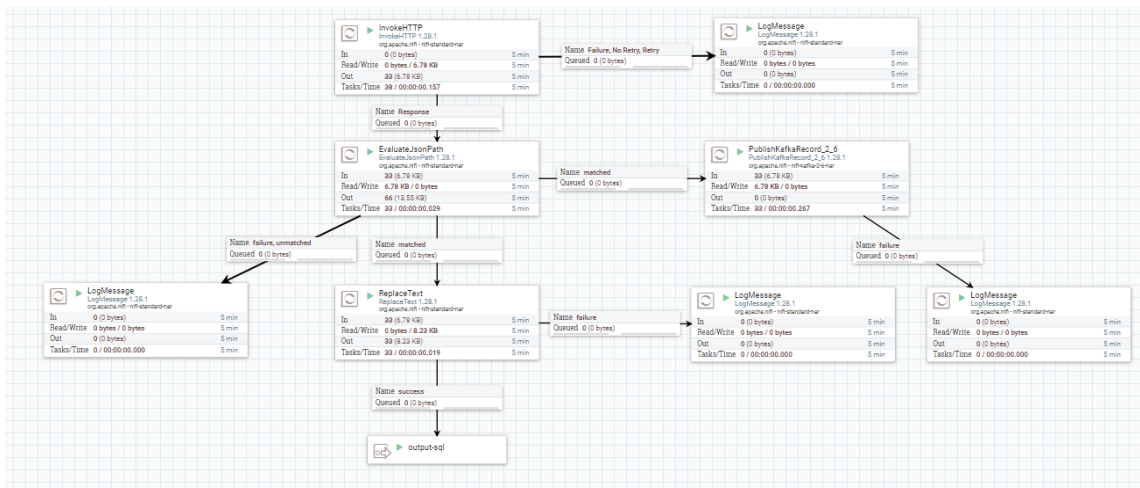 InvokeHTTP
InvokeHTTP 1.28.1
org.apache.nifi - nifi-standard-nar
In 0 (0 bytes) 5 min
Read/Write 0 bytes / 6.78 KB 5 min
Out 33 (6.78 KB) 5 min
Tasks/Time 38 / 00:00:00.157 5 min
Name Failure, No Retry, Retry
Queued 0 (0 bytes)
LogMessage
LogMessage 1.28.1
org.apache.nifi - nifi-standard-nar
In 0 (0 bytes) 5 min
Read/Write 0 bytes / 0 bytes 5 min
Out 0 (0 bytes) 5 min
Tasks/Time 0 / 00:00:00.000 5 min
Name Response
Queued 0 (0 bytes)
EvaluateJsonPath
EvaluateJsonPath 1.28.1
org.apache.nifi - nifi-standard-nar
In 33 (6.78 KB) 5 min
Read/Write 6.78 KB / 0 bytes 5 min
Out 66 (13.55 KB) 5 min
Tasks/Time 33 / 00:00:00.029 5 min
Name matched
Queued 0 (0 bytes)
PublishKafkaRecord_2_6
PublishKafkaRecord_2_6 1.28.1
org.apache.nifi - nifi-kafka-2-6-nar
In 33 (6.78 KB) 5 min
Read/Write 6.78 KB / 0 bytes 5 min
Out 0 (0 bytes) 5 min
Tasks/Time 33 / 00:00:00.267 5 min
Name failure, unmatched
Queued 0 (0 bytes)
Name matched
Queued 0 (0 bytes)
Name failure
Queued 0 (0 bytes)
LogMessage
LogMessage 1.28.1
org.apache.nifi - nifi-standard-nar
In 0 (0 bytes) 5 min
Read/Write 0 bytes / 0 bytes 5 min
Out 0 (0 bytes) 5 min
Tasks/Time 0 / 00:00:00.000 5 min
ReplaceText
ReplaceText 1.28.1
org.apache.nifi - nifi-standard-nar
In 33 (6.78 KB) 5 min
Read/Write 0 bytes / 8.23 KB 5 min
Out 33 (8.23 KB) 5 min
Tasks/Time 33 / 00:00:00.019 5 min
Name failure
Queued 0 (0 bytes)
LogMessage
LogMessage 1.28.1
org.apache.nifi - nifi-standard-nar
In 0 (0 bytes) 5 min
Read/Write 0 bytes / 0 bytes 5 min
Out 0 (0 bytes) 5 min
Tasks/Time 0 / 00:00:00.000 5 min
LogMessage
LogMessage 1.28.1
org.apache.nifi - nifi-standard-nar
In 0 (0 bytes) 5 min
Read/Write 0 bytes / 0 bytes 5 min
Out 0 (0 bytes) 5 min
Tasks/Time 0 / 00:00:00.000 5 min
Name success
Queued 0 (0 bytes)
output-sql